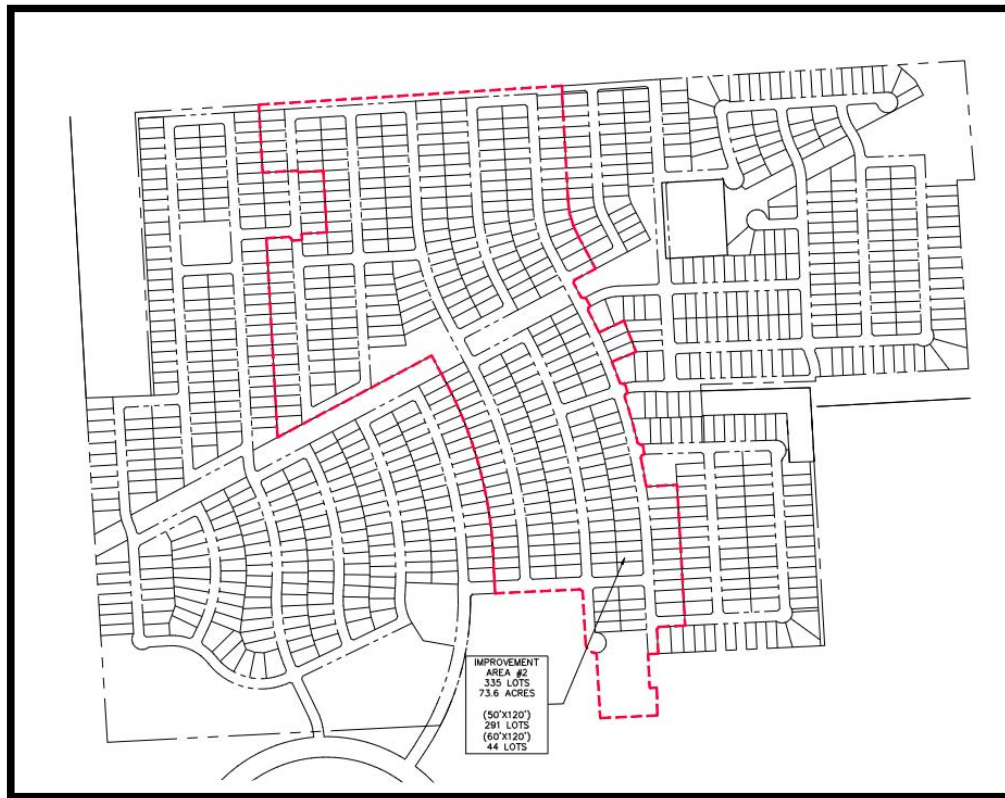 IMPROVEMENT
AREA #2
335 LOTS
73.6 ACRES
(50'X120')
291 LOTS
(60'X120')
44 LOTS